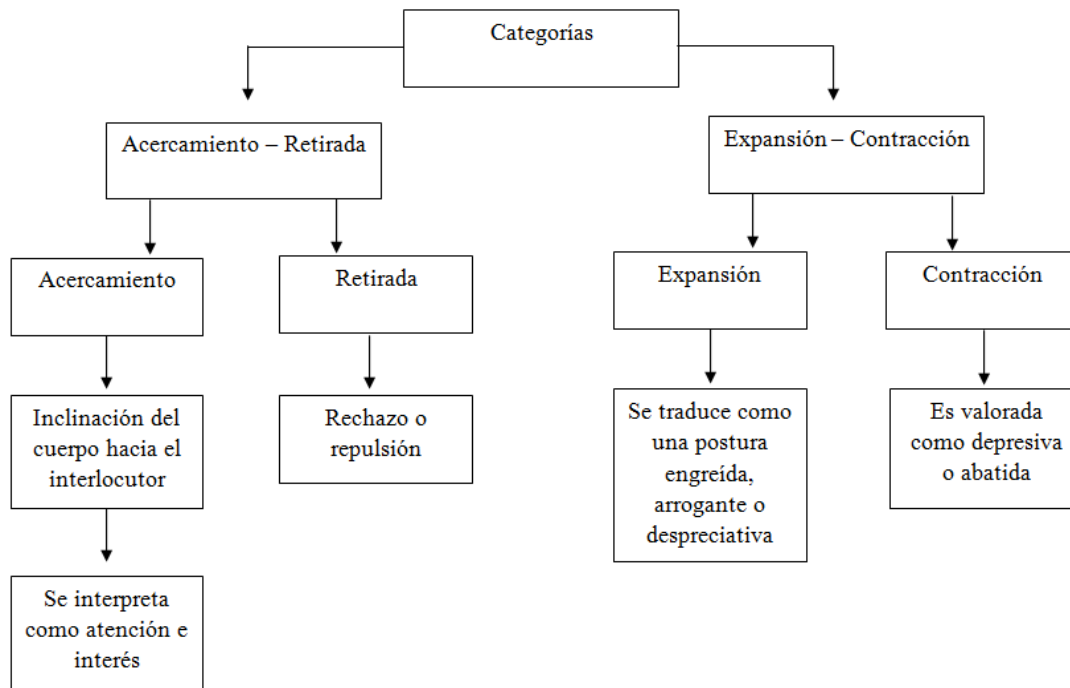 Categorías
Acercamiento – Retirada
Expansión – Contracción
Acercamiento
Retirada
Expansión
Contracción
Inclinación del
cuerpo hacia el
interlocutor
Rechazo o
repulsión
Se traduce como
una postura
engreída,
arrogante o
despreciativa
Es valorada
como depresiva
o abatida
Se interpreta
como atención e
interés